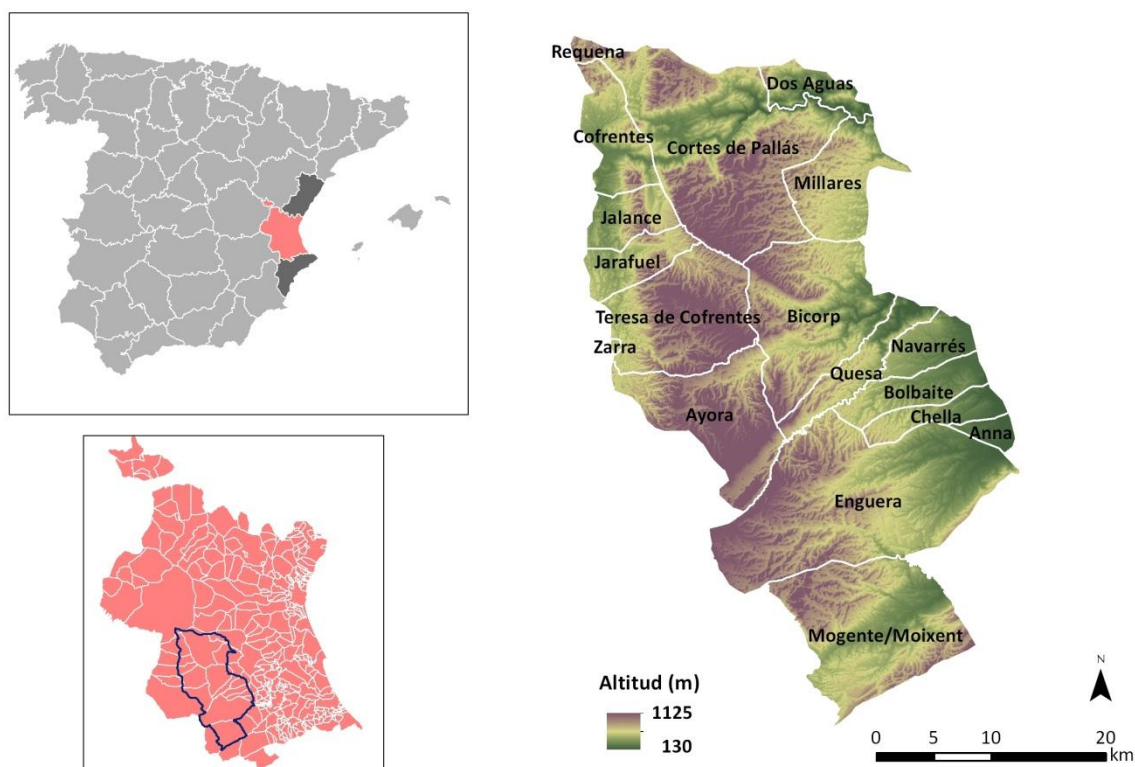 Requena
Dos Aguas
Cofrentes
Cortes de Pallás
Millares
Jalance
Jarafuel
Teresa de Cofrentes
Bicorp
Zarra
Navarrés
Quesa
Bolbaite
Ayora
Chella
Anna
Enguera
Mogente/Moixent
N
Altitud (m)
1125
130
0 5 10 20
km